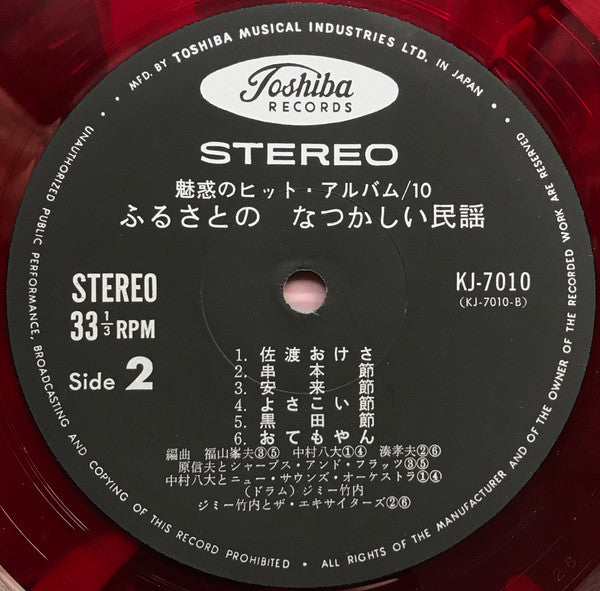 MFD. BY TOSHIBA MUSICAL INDUSTRIES LTD. IN JAPAN
Toshiba
RECORDS
STEREO
魅惑のヒット・アルバム/10
ふるさとの なつかしい民謡
STEREO
33 1/3 RPM
Side 2
KJ-7010
(KJ-7010-B)
1. 佐渡おけさ
2. 串本節
3. 安来節
4. よさこい節
5. 黒田節
6. おてもやん
編曲 福山峯夫③⑤ 中村八大①④ 湊孝夫②⑥
原信夫とシャープス・アンド・フラッツ③⑤
中村八大とニュー・サウンズ・オーケストラ①④
(ドラム) ジミー竹内
ジミー竹内とザ・エキサイターズ②⑥
UNAUTHORIZED PUBLIC PERFORMANCE, BROADCASTING AND COPYING OF THIS RECORD PROHIBITED • ALL RIGHTS OF THE MANUFACTURER AND OF THE OWNER OF THE RECORDED WORK ARE RESERVED